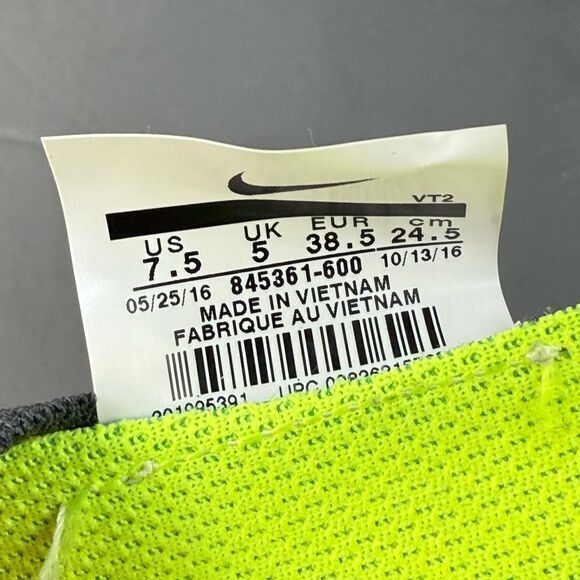 VT2
US UK EUR cm
7.5 5 38.5 24.5
05/25/16 845361-600 10/13/16
MADE IN VIETNAM
FABRIQUE AU VIETNAM
UPC